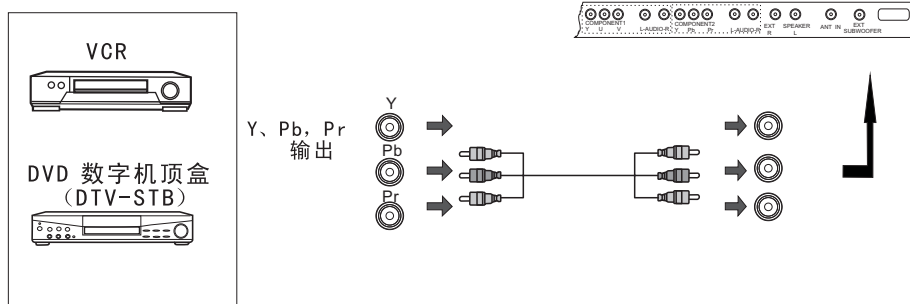 COMPONENT1
Y U V
L-AUDIO-R
COMPONENT2
Y Pb Pr
L-AUDIO-R
EXT
R
SPEAKER
L
ANT IN
EXT
SUBWOOFER
VCR
DVD 数字机顶盒
(DTV-STB)
Y、Pb, Pr
输出
Y
Pb
Pr